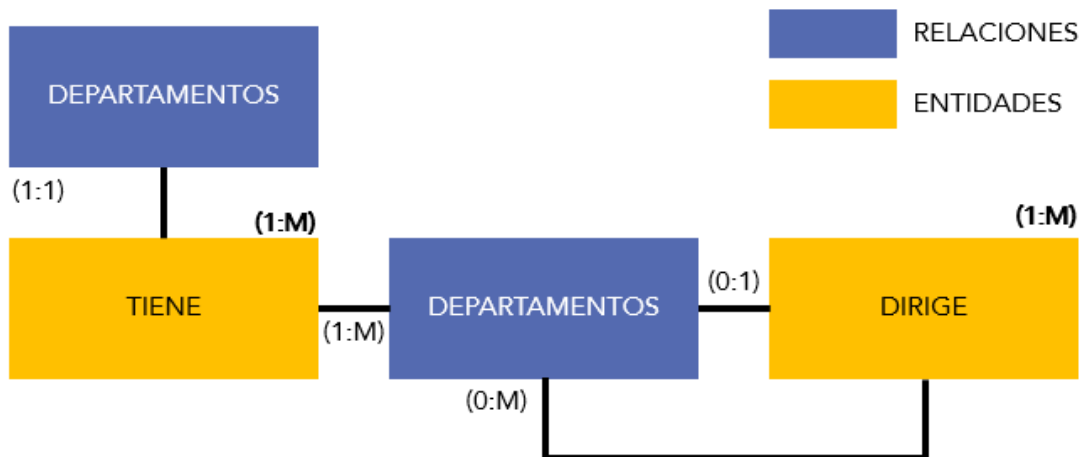 RELACIONES
DEPARTAMENTOS
ENTIDADES
(1:1)
(1:M)
(1:M)
TIENE
DEPARTAMENTOS
(0:1)
DIRIGE
(1:M)
(0:M)